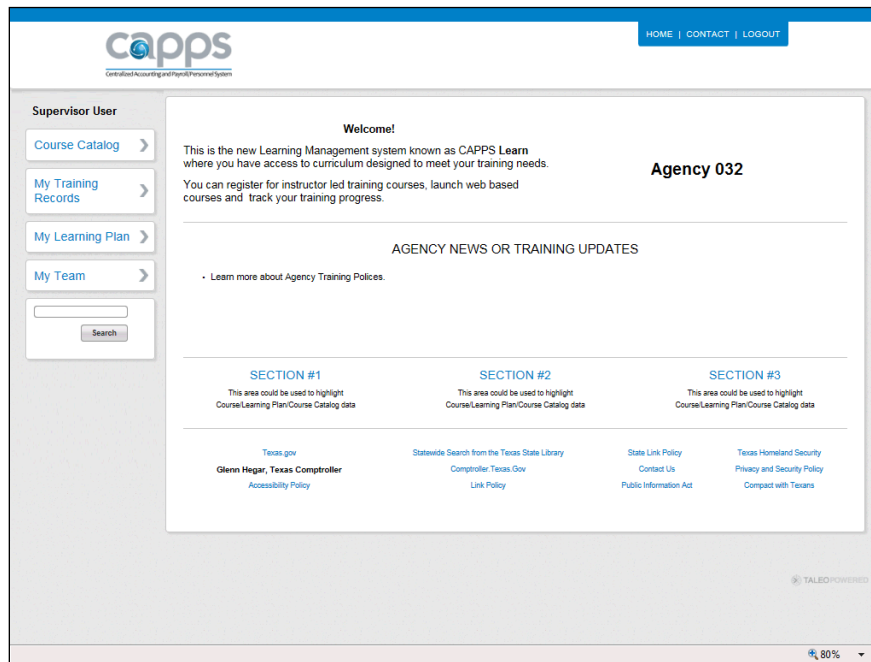 HOME | CONTACT | LOGOUT
capps
Centralized Accounting and Payroll/Personnel System
Supervisor User
Course Catalog
My Training
Records
My Learning Plan
My Team
Search
Welcome!
This is the new Learning Management system known as CAPPS Learn
where you have access to curriculum designed to meet your training needs.
You can register for instructor led training courses, launch web based
courses and track your training progress.
Agency 032
AGENCY NEWS OR TRAINING UPDATES
• Learn more about Agency Training Polices.
SECTION #1
This area could be used to highlight
Course/Learning Plan/Course Catalog data
SECTION #2
This area could be used to highlight
Course/Learning Plan/Course Catalog data
SECTION #3
This area could be used to highlight
Course/Learning Plan/Course Catalog data
Texas.gov Statewide Search from the Texas State Library State Link Policy Texas Homeland Security
Glenn Hegar, Texas Comptroller Comptroller.Texas.Gov Contact Us Privacy and Security Policy
Accessibility Policy Link Policy Public Information Act Compact with Texans
TALEO POWERED
80%